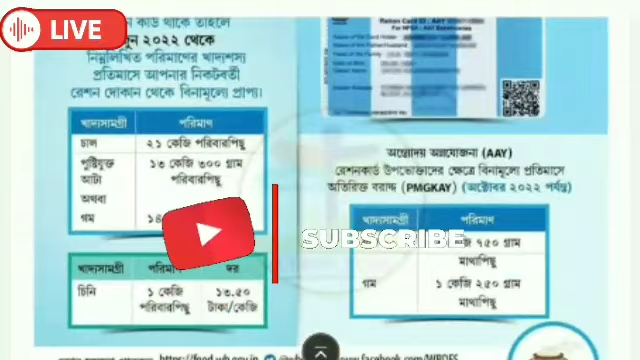 LIVE
কার্ড থাকে তাহলে
২০২২ থেকে
নিম্নলিখিত পরিমাণের খাদ্যশস্য
প্রতিমাসে আপনার নিকটবর্তী
রেশন দোকান থেকে বিনামূল্যে প্রাপ্য।
খাদ্যসামগ্রী পরিমাণ
চাল ২১ কেজি পরিবারপিছু
পুষ্টিযুক্ত আটা ১৩ কেজি ৩০০ গ্রাম পরিবারপিছু
অথবা
গম
খাদ্যসামগ্রী পরিমাণ দর
চিনি ১ কেজি পরিবারপিছু ১৩.৫০ টাকা/কেজি
Ration Card ID : AAY
অন্ত্যোদয় অন্নযোজনা (AAY)
রেশনকার্ড উপভোক্তাদের ক্ষেত্রে বিনামূল্যে প্রতিমাসে
অতিরিক্ত বরাদ্দ (PMGKAY) (অক্টোবর ২০২২ পর্যন্ত)
খাদ্যসামগ্রী পরিমাণ
৭৫০ গ্রাম মাথাপিছু
গম ১ কেজি ২৫০ গ্রাম মাথাপিছু
SUBSCRIBE
https://food.wb.gov.in